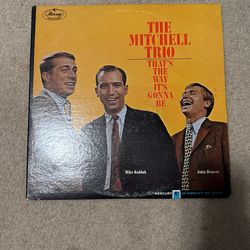 Mercury
THE
MITCHELL
TRIO
THAT'S THE
WAY IT'S
GONNA
BE
Mike Kobluk
John Denver
MERCURY